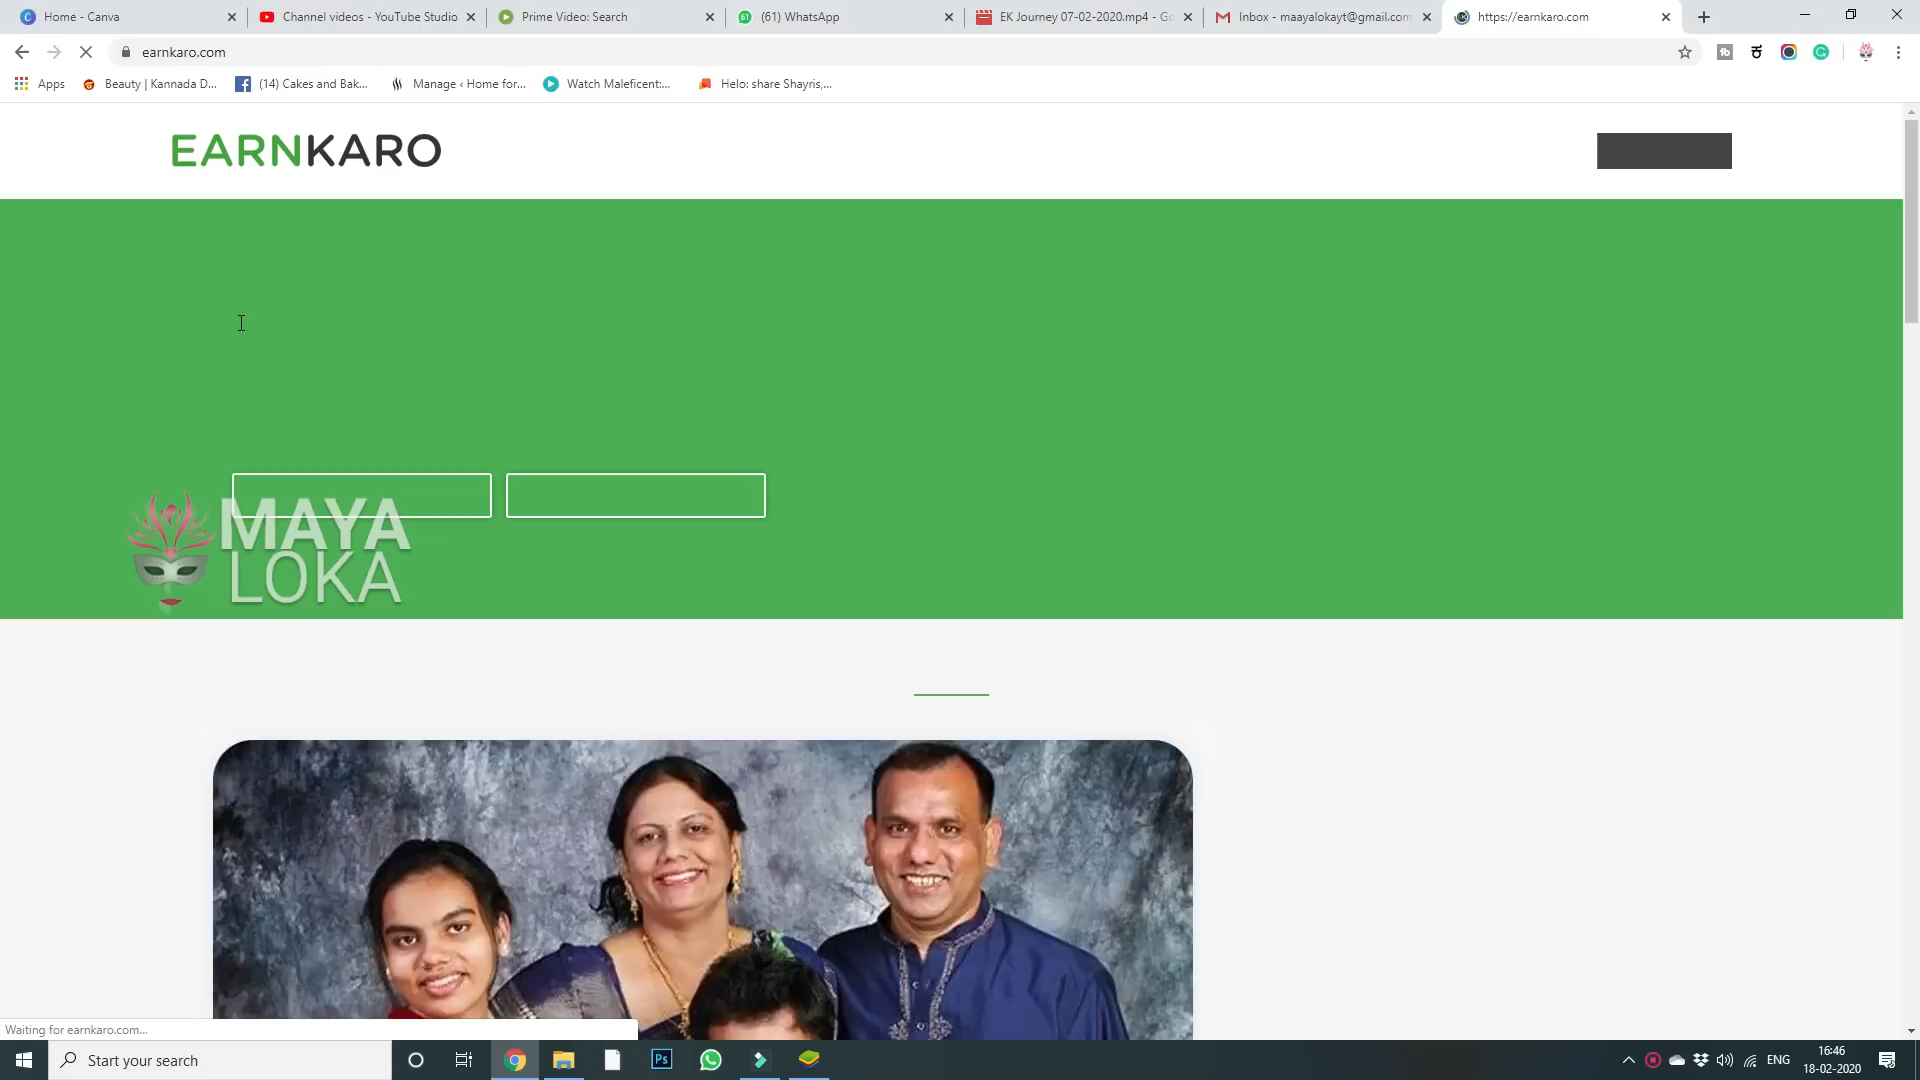 Home - Canva
Channel videos - YouTube Studio
Prime Video: Search
(61) WhatsApp
EK Journey 07-02-2020.mp4 - Go
Inbox - maayalokayt@gmail.com
https://earnkaro.com
earnkaro.com
Apps
Beauty | Kannada D...
(14) Cakes and Bak...
Manage ‹ Home for...
Watch Maleficent:...
Helo: share Shayris,...
EARNKARO
MAYA
LOKA
Waiting for earnkaro.com...
Start your search
Ps
ENG
16:46
18-02-2020